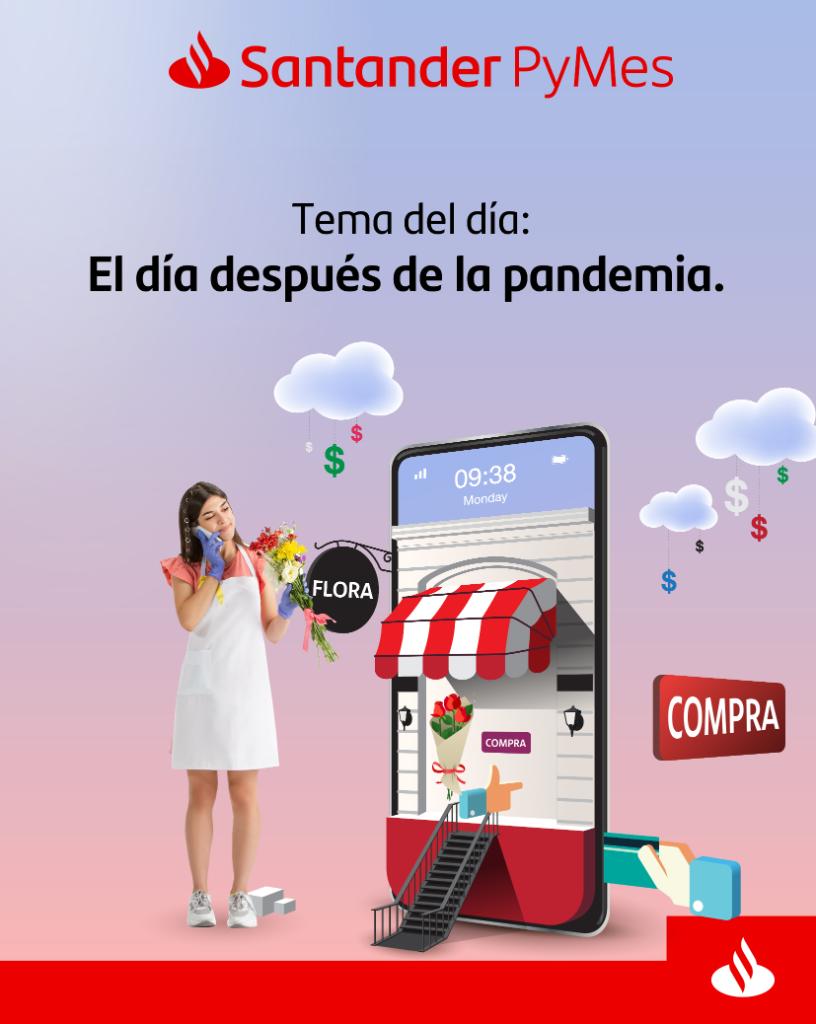 Santander PyMes
Tema del día:
El día después de la pandemia.
$
$
$
09:38
Monday
$
$
$
$
$
FLORA
COMPRA
COMPRA